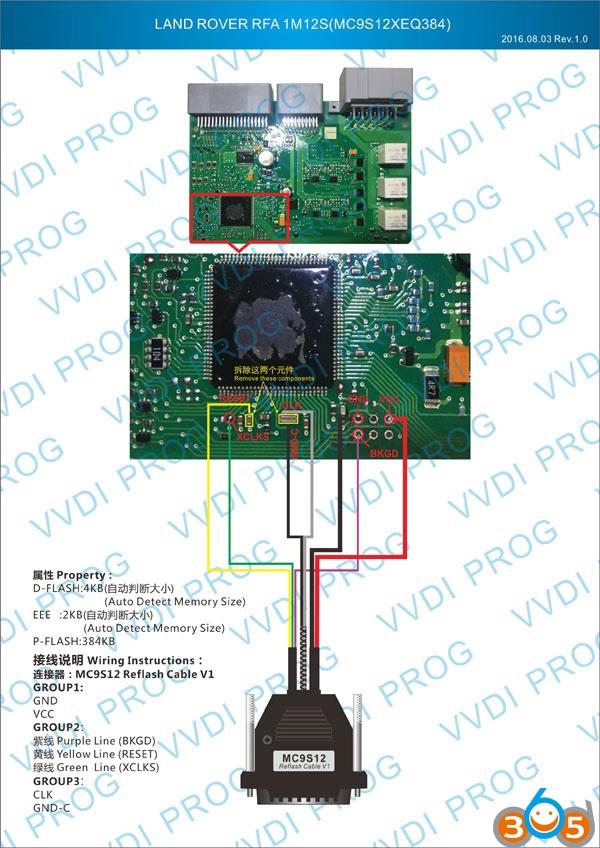 LAND ROVER RFA 1M12S(MC9S12XEQ384)
2016.08.03 Rev.1.0
VVDI PROG
拆除这两个元件
Remove these components
RESET
CLK
GND
VCC
XCLKS
GND-C
BKGD
属性 Property：
D-FLASH:4KB(自动判断大小)
(Auto Detect Memory Size)
EEE :2KB(自动判断大小)
(Auto Detect Memory Size)
P-FLASH:384KB
接线说明 Wiring Instructions：
连接器：MC9S12 Reflash Cable V1
GROUP1:
GND
VCC
GROUP2:
紫线 Purple Line (BKGD)
黄线 Yellow Line (RESET)
绿线 Green Line (XCLKS)
GROUP3:
CLK
GND-C
MC9S12
Reflash Cable V1
365